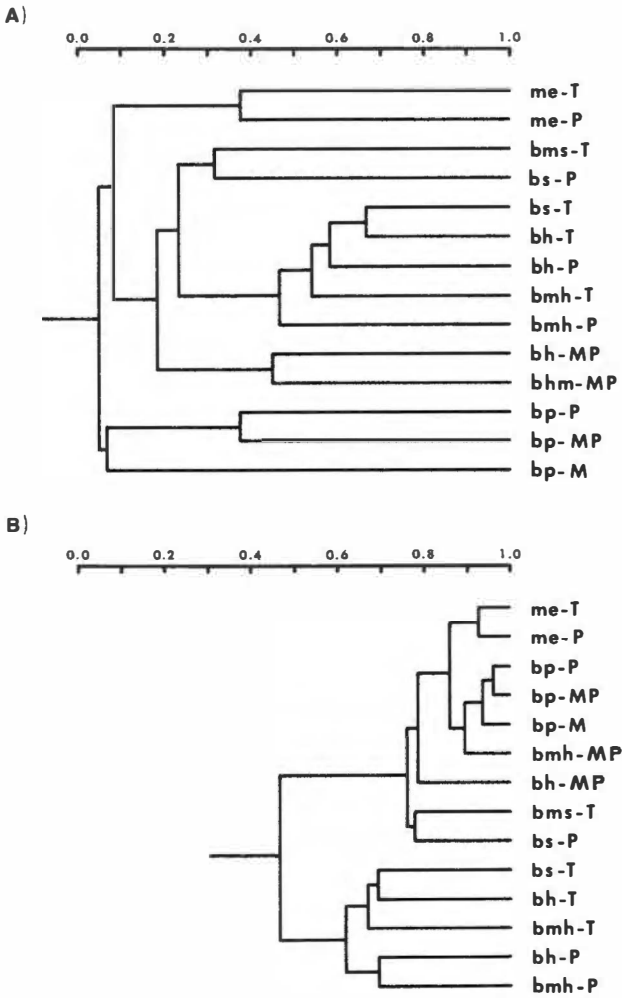 A)
0.0 0.2 0.4 0.6 0.8 1.0
me-T
me-P
bms-T
bs-P
bs-T
bh-T
bh-P
bmh-T
bmh-P
bh-MP
bhm-MP
bp-P
bp-MP
bp-M
B)
0.0 0.2 0.4 0.6 0.8 1.0
me-T
me-P
bp-P
bp-MP
bp-M
bmh-MP
bh-MP
bms-T
bs-P
bs-T
bh-T
bmh-T
bh-P
bmh-P